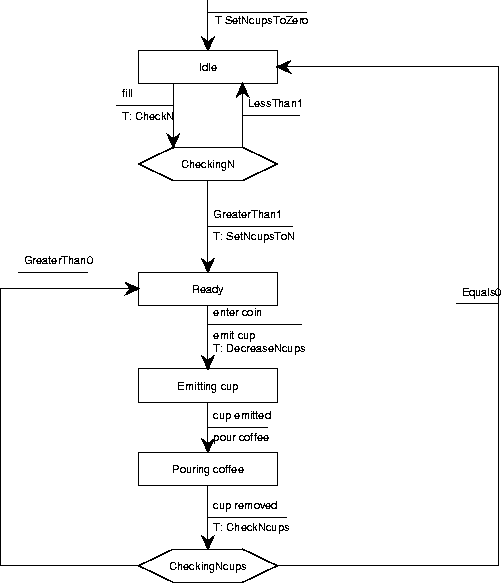 T SetNcupsToZero
Idle
fill
T: CheckN
LessThan1
CheckingN
GreaterThan1
T: SetNcupsToN
GreaterThan0
Ready
Equals0
enter coin
emit cup
T: DecreaseNcups
Emitting cup
cup emitted
pour coffee
Pouring coffee
cup removed
T: CheckNcups
CheckingNcups